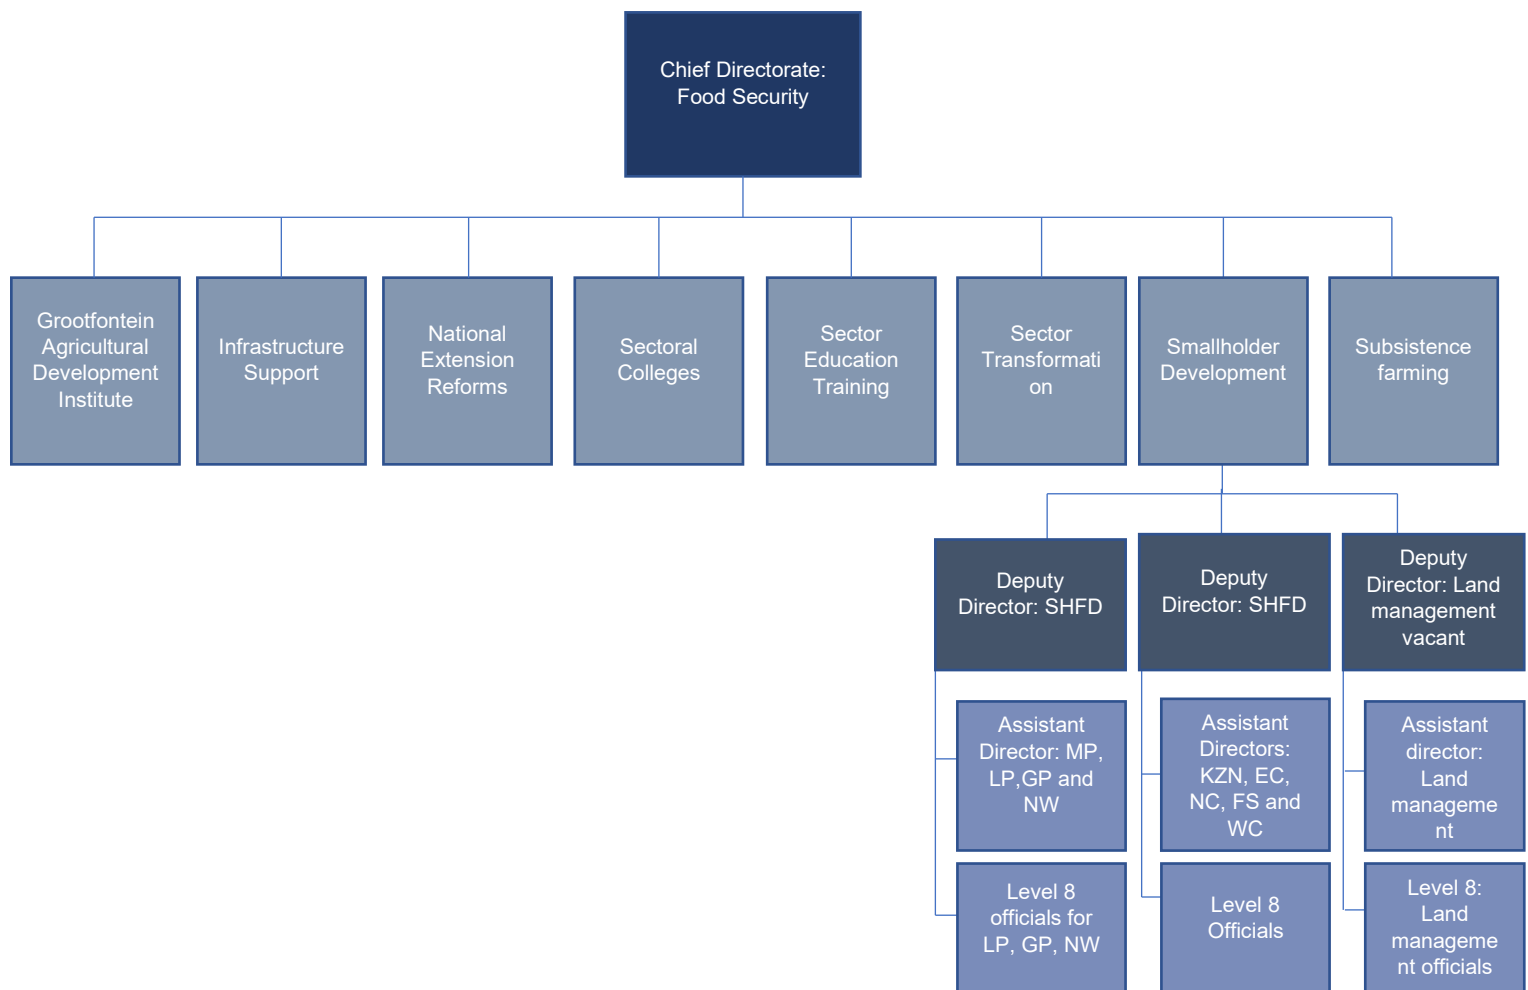 Chief Directorate:
Food Security
Grootfontein
Agricultural
Development
Institute
Infrastructure
Support
National
Extension
Reforms
Sectoral
Colleges
Sector
Education
Training
Sector
Transformati
on
Smallholder
Development
Subsistence
farming
Deputy
Director: SHFD
Deputy
Director: SHFD
Deputy
Director: Land
management
vacant
Assistant
Director: MP,
LP,GP and
NW
Assistant
Directors:
KZN, EC,
NC, FS and
WC
Assistant
director:
Land
manageme
nt
Level 8
officials for
LP, GP, NW
Level 8
Officials
Level 8:
Land
manageme
nt officials